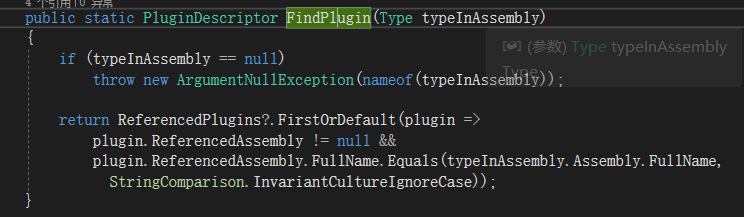 4 个引用|0 异常
public static PluginDescriptor FindPlugin(Type typeInAssembly)
{
if (typeInAssembly == null)
throw new ArgumentNullException(nameof(typeInAssembly));
(参数) Type typeInAssembly
Type
return ReferencedPlugins?.FirstOrDefault(plugin =>
plugin.ReferencedAssembly != null &&
plugin.ReferencedAssembly.FullName.Equals(typeInAssembly.Assembly.FullName,
StringComparison.InvariantCultureIgnoreCase));
}